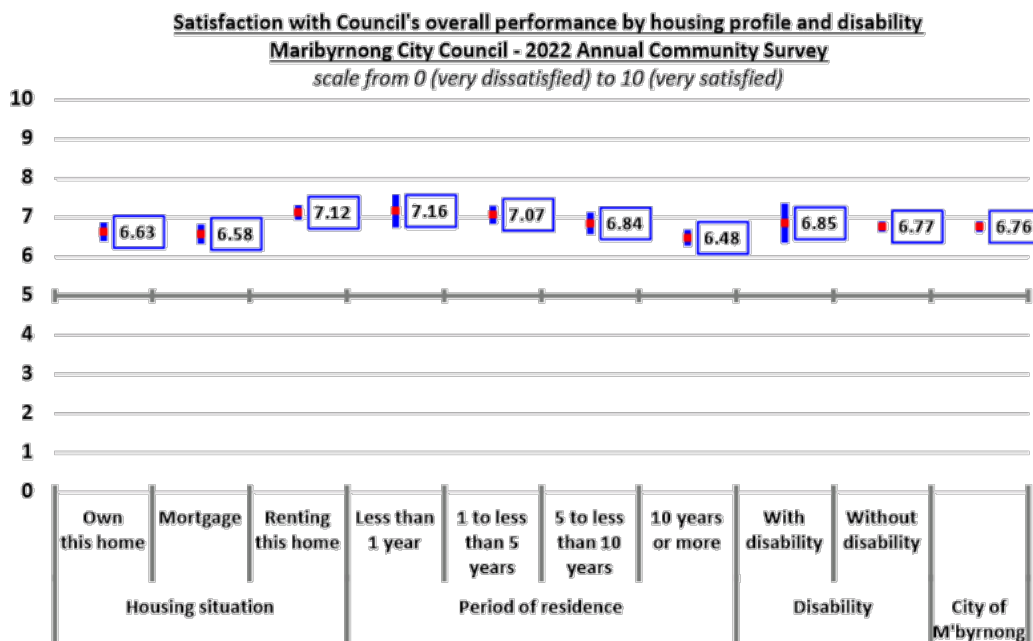 Satisfaction with Council's overall performance by housing profile and disability
Maribyrnong City Council - 2022 Annual Community Survey
scale from 0 (very dissatisfied) to 10 (very satisfied)
10
9
8
7
6
5
4
3
2
1
0
6.63
6.58
7.12
7.16
7.07
6.84
6.48
6.85
6.77
6.76
Own
this home
Mortgage
Renting
this home
Less than
1 year
1 to less
than 5
years
5 to less
than 10
years
10 years
or more
With
disability
Without
disability
Housing situation
Period of residence
Disability
City of
M'byrnong